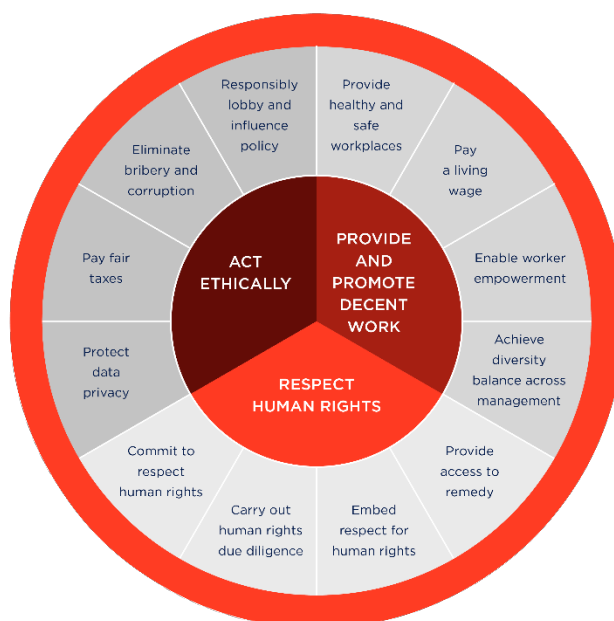 Responsibly
lobby and
influence
policy
Provide
healthy and
safe
workplaces
Eliminate
bribery and
corruption
Pay
a living
wage
Pay fair
taxes
ACT
ETHICALLY
PROVIDE
AND
PROMOTE
DECENT
WORK
Enable worker
empowerment
Protect
data
privacy
RESPECT
HUMAN RIGHTS
Achieve
diversity
balance across
management
Commit to
respect
human rights
Carry out
human rights
due diligence
Embed
respect for
human rights
Provide
access to
remedy